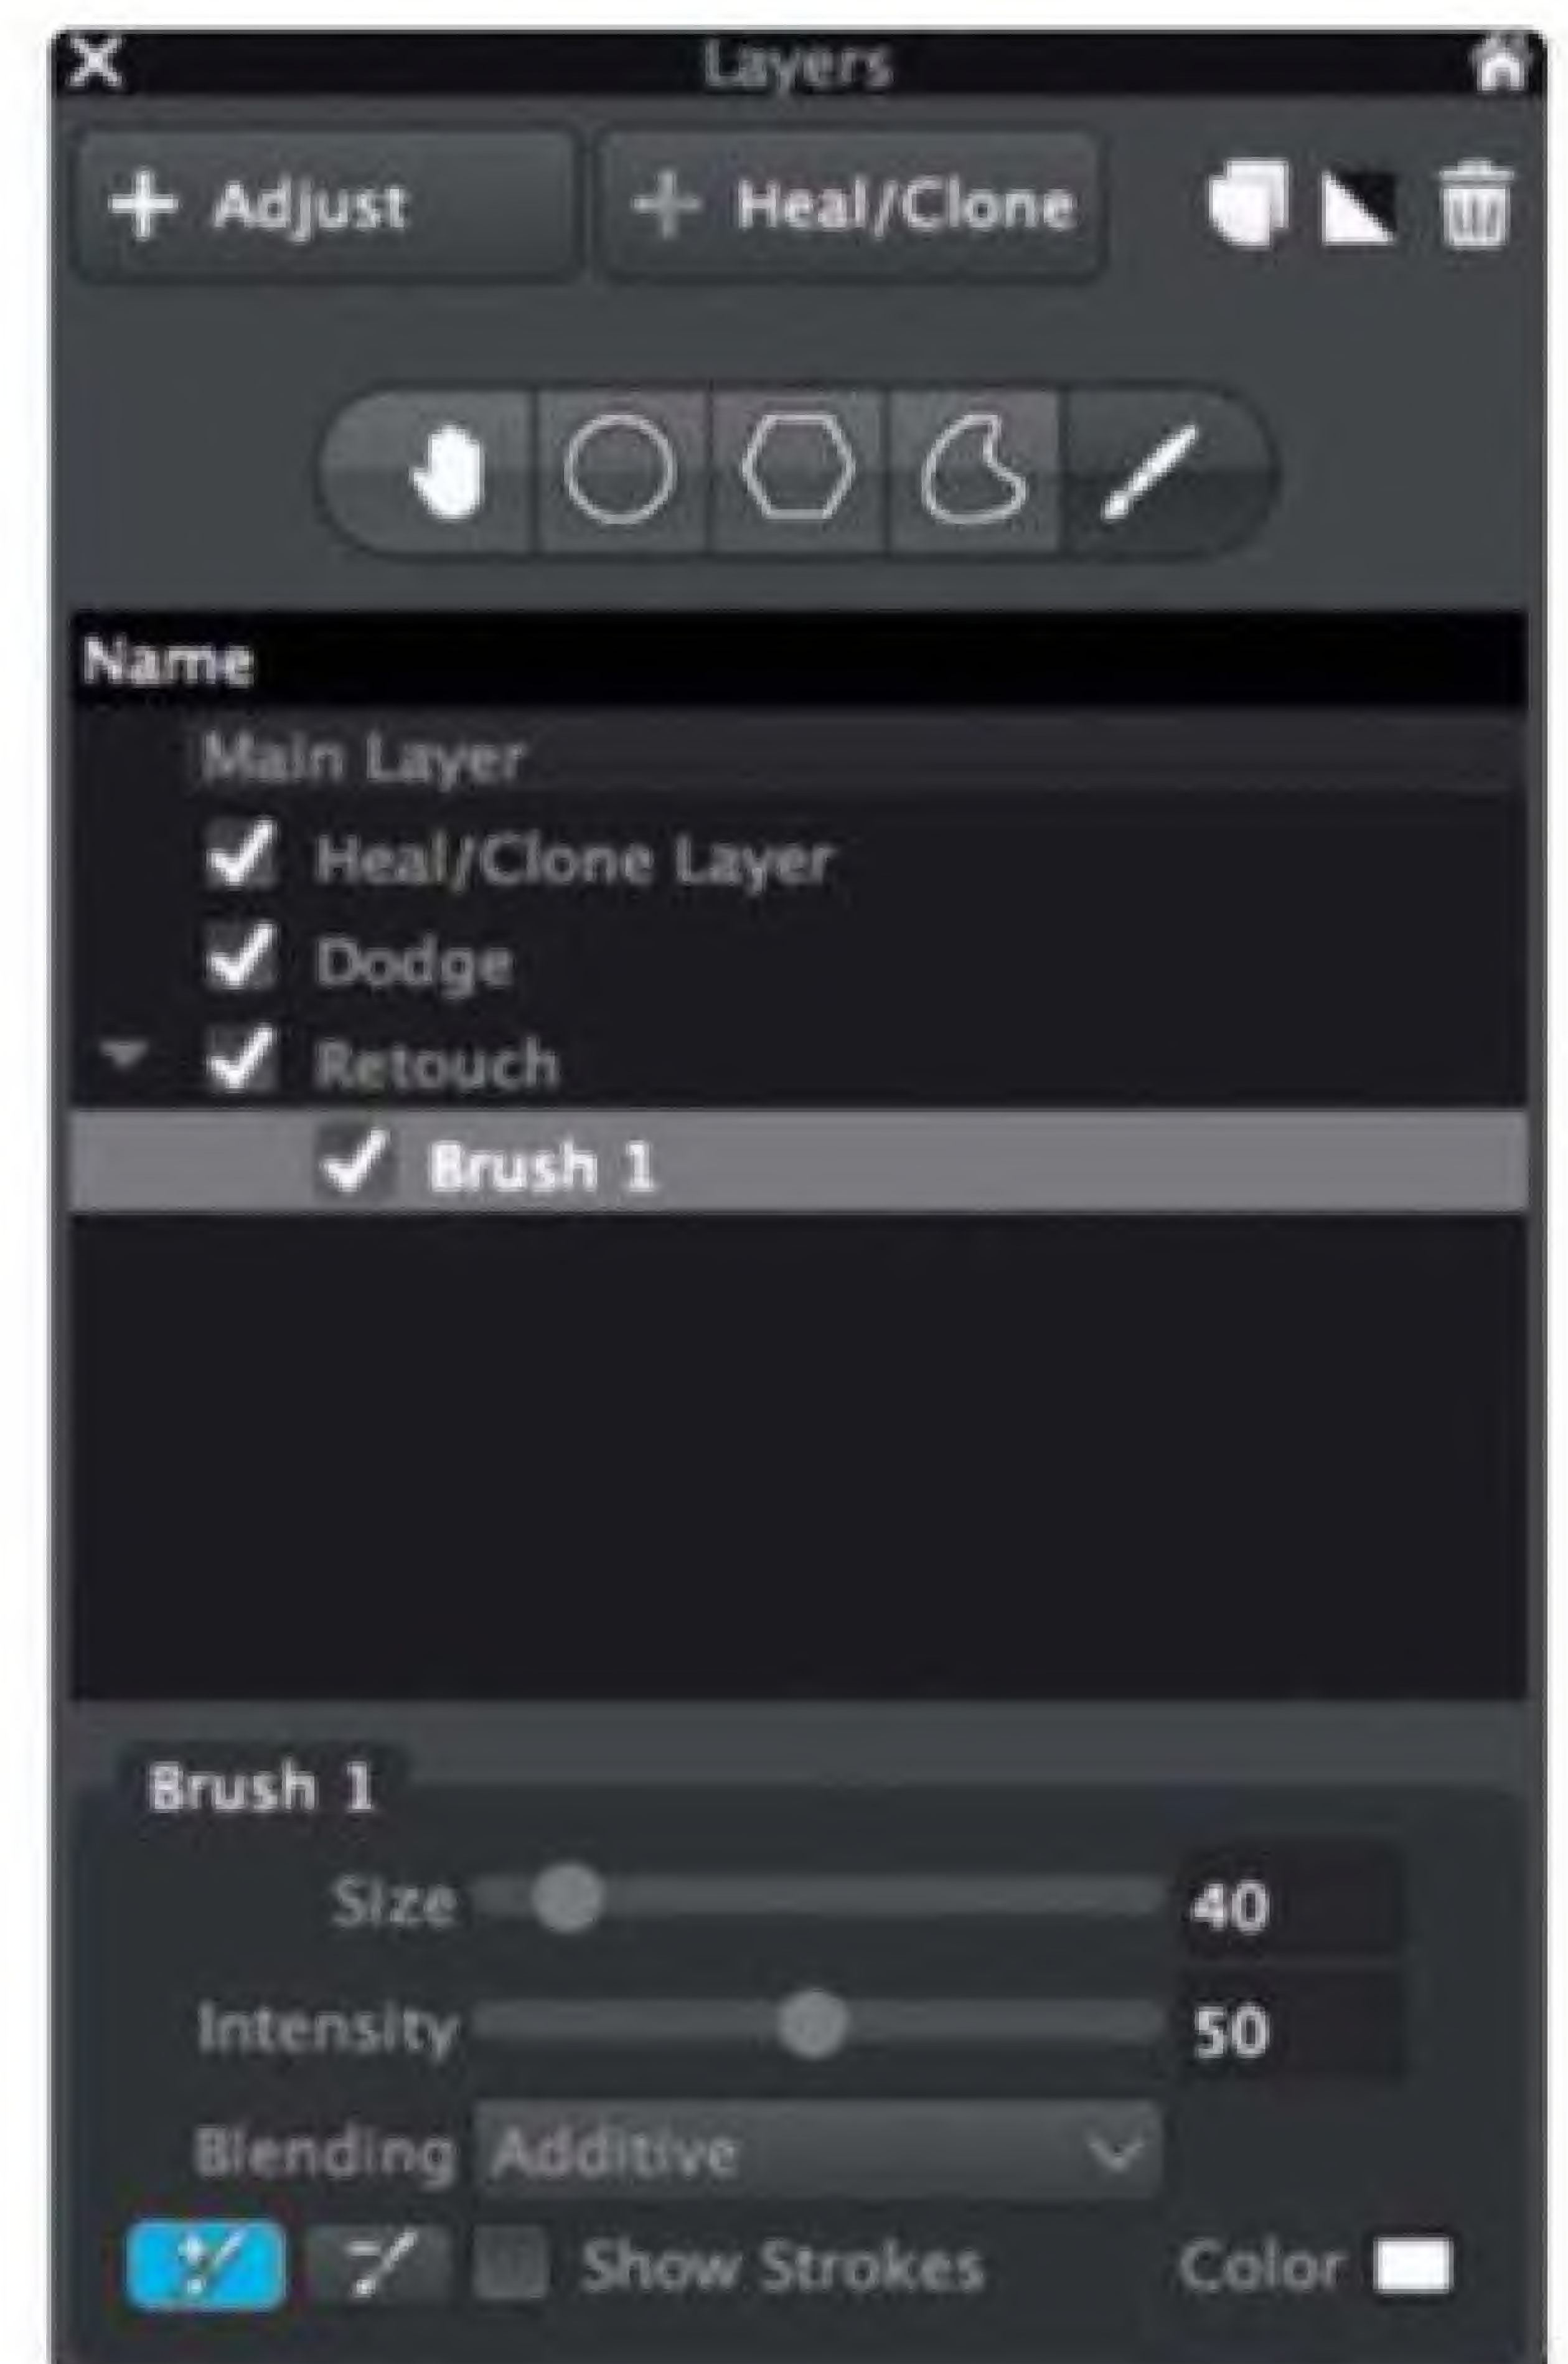 Layers
+ Adjust + Heal/Clone
Name
Main Layer
Heal/Clone Layer
Dodge
Retouch
Brush 1
Brush 1
Size 40
Intensity 50
Blending Additive
Show Strokes Color